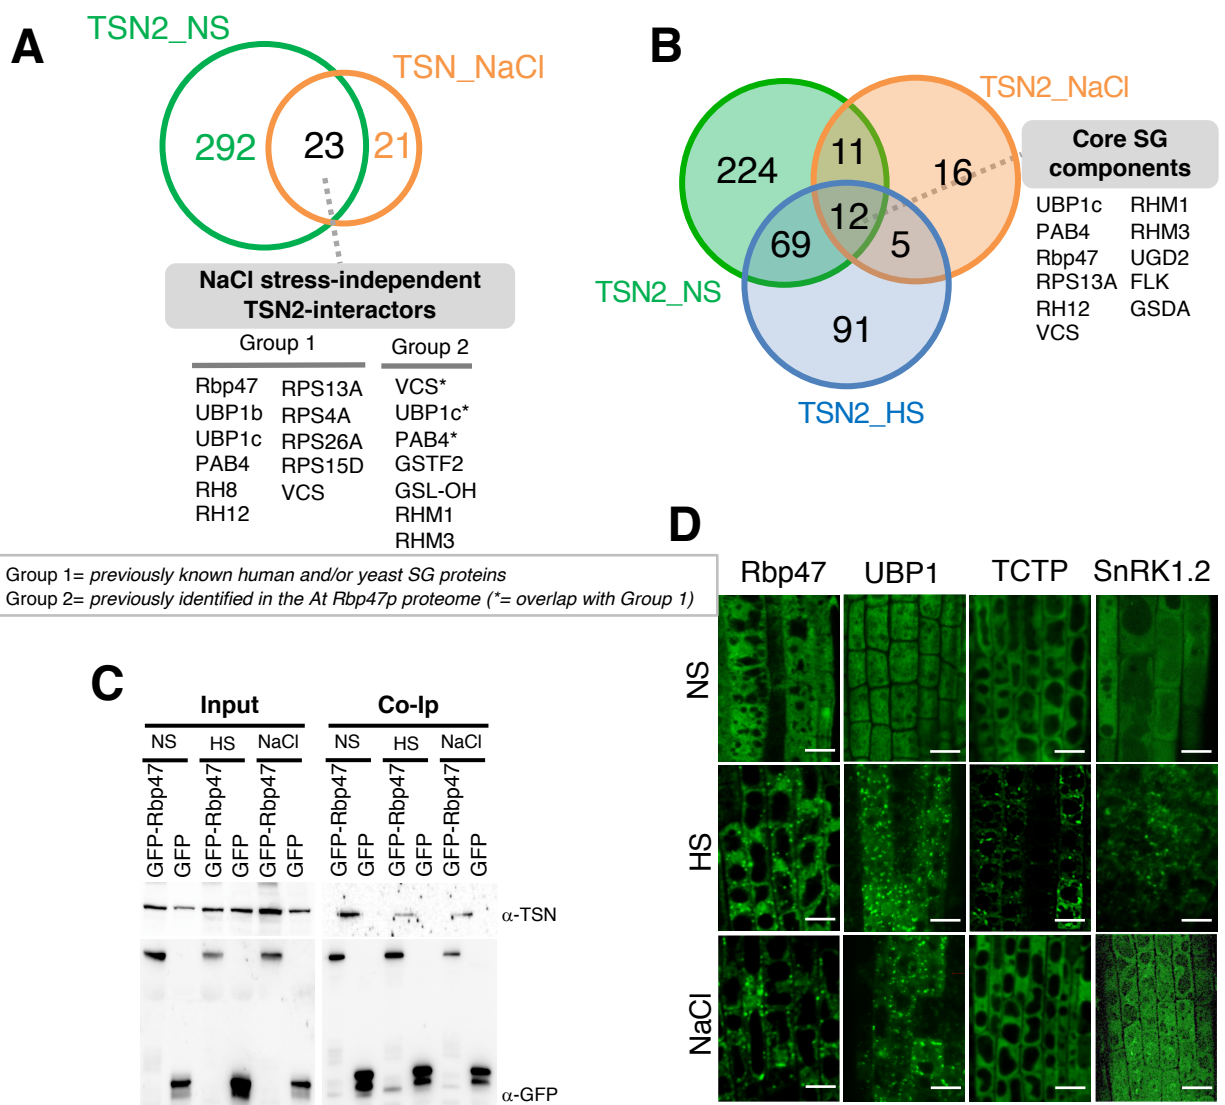 A
TSN2_NS
TSN_NaCl
292
23
21
NaCl stress-independent
TSN2-interactors
Group 1
Group 2
Rbp47
UBP1b
UBP1c
PAB4
RH8
RH12
RPS13A
RPS4A
RPS26A
RPS15D
VCS
VCS*
UBP1c*
PAB4*
GSTF2
GSL-OH
RHM1
RHM3
Group 1= previously known human and/or yeast SG proteins
Group 2= previously identified in the At Rbp47p proteome (*= overlap with Group 1)
B
TSN2_NaCl
224
11
16
12
69
5
91
TSN2_NS
TSN2_HS
Core SG
components
UBP1c
PAB4
Rbp47
RPS13A
RH12
VCS
RHM1
RHM3
UGD2
FLK
GSDA
C
Input
Co-Ip
NS
HS
NaCl
NS
HS
NaCl
GFP-Rbp47
GFP
GFP-Rbp47
GFP
GFP-Rbp47
GFP
GFP-Rbp47
GFP
GFP-Rbp47
GFP
GFP-Rbp47
GFP
α-TSN
α-GFP
D
Rbp47
UBP1
TCTP
SnRK1.2
NS
HS
NaCl